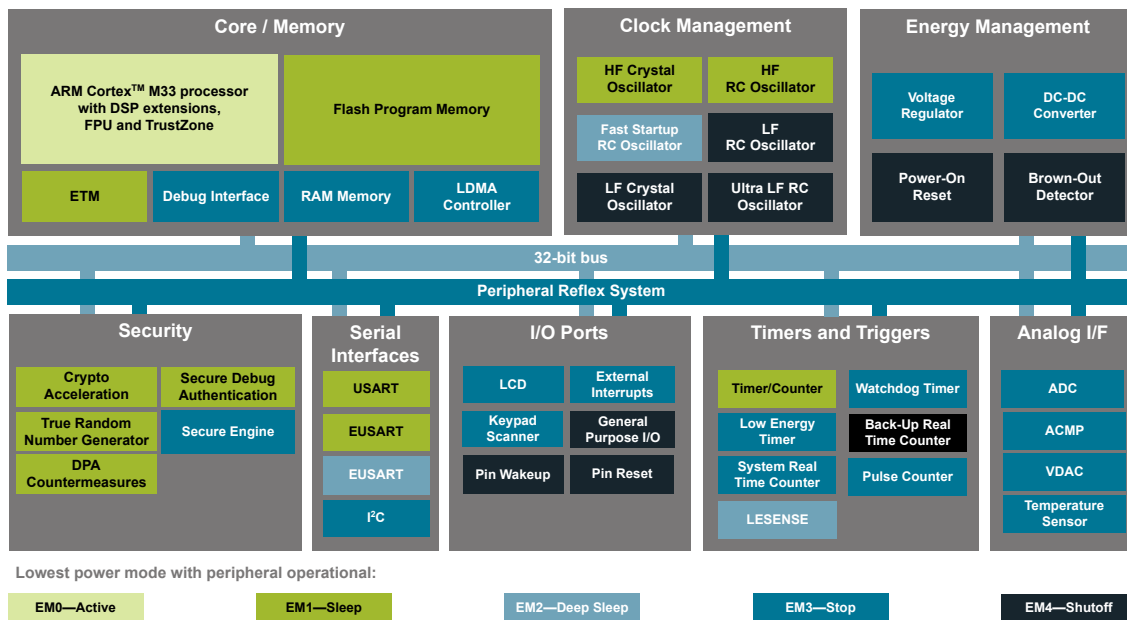 Core / Memory
ARM Cortex™ M33 processor
with DSP extensions,
FPU and TrustZone
Flash Program Memory
ETM
Debug Interface
RAM Memory
LDMA
Controller
Clock Management
HF Crystal
Oscillator
HF
RC Oscillator
Fast Startup
RC Oscillator
LF
RC Oscillator
LF Crystal
Oscillator
Ultra LF RC
Oscillator
Energy Management
Voltage
Regulator
DC-DC
Converter
Power-On
Reset
Brown-Out
Detector
32-bit bus
Peripheral Reflex System
Security
Crypto
Acceleration
Secure Debug
Authentication
True Random
Number Generator
Secure Engine
DPA
Countermeasures
Serial
Interfaces
USART
EUSART
EUSART
I²C
I/O Ports
LCD
External
Interrupts
Keypad
Scanner
General
Purpose I/O
Pin Wakeup
Pin Reset
Timers and Triggers
Timer/Counter
Watchdog Timer
Low Energy
Timer
Back-Up Real
Time Counter
System Real
Time Counter
Pulse Counter
LESENSE
Analog I/F
ADC
ACMP
VDAC
Temperature
Sensor
Lowest power mode with peripheral operational:
EM0—Active
EM1—Sleep
EM2—Deep Sleep
EM3—Stop
EM4—Shutoff